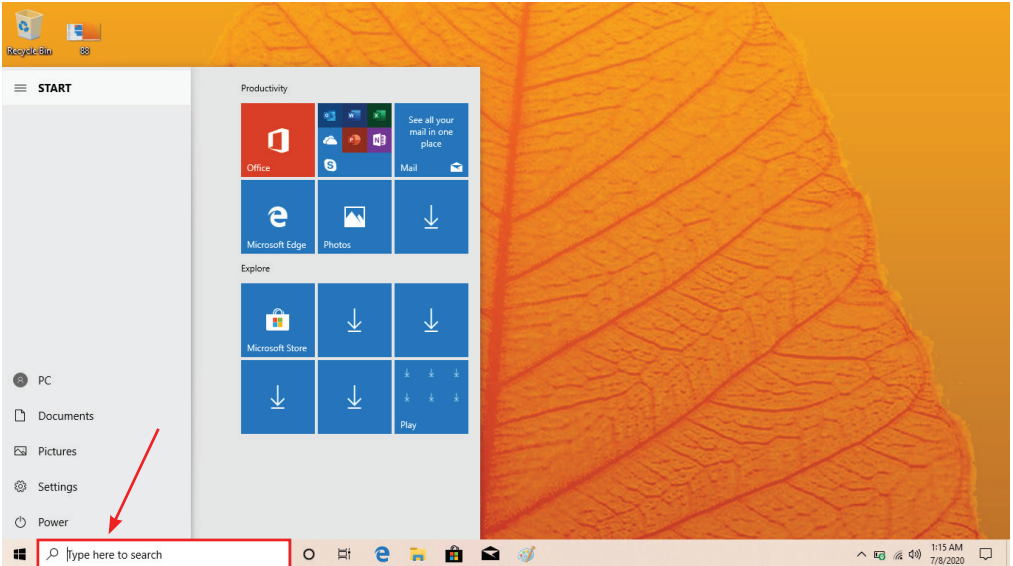 Recycle Bin
88
START
Productivity
Office
See all your
mail in one
place
Mail
Microsoft Edge
Photos
Explore
Microsoft Store
Play
PC
Documents
Pictures
Settings
Power
Type here to search
1:15 AM
7/8/2020